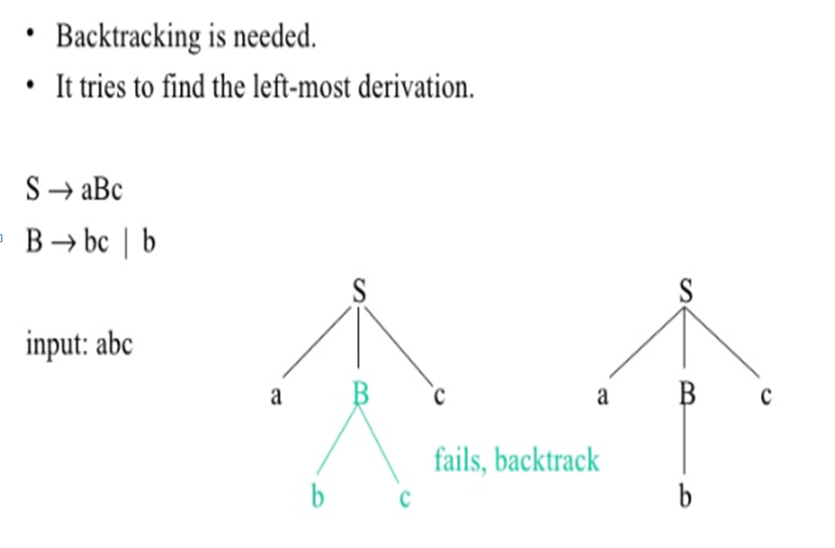 • Backtracking is needed.
• It tries to find the left-most derivation.
S → aBc
B → bc | b
input: abc
S
a B c
b c
fails, backtrack
S
a B c
b